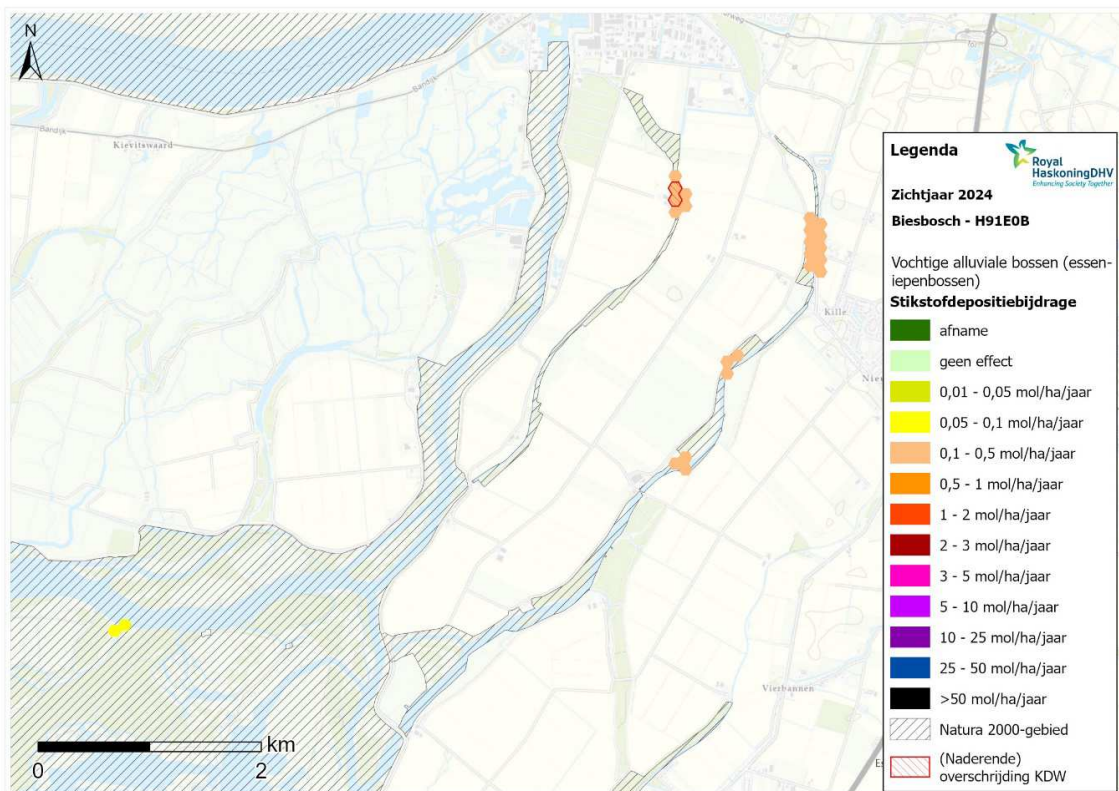 N
Bandijk
Bandijk
Bandijk
Kievitswaard
Kille
Vierbannen
0
2
km
Legenda
Royal
HaskoningDHV
Enhancing Society Together
Zichtjaar 2024
Biesbosch - H91E0B
Vochtige alluviale bossen (essen-
iepenbossen)
Stikstofdepositiebijdrage
afname
geen effect
0,01 - 0,05 mol/ha/jaar
0,05 - 0,1 mol/ha/jaar
0,1 - 0,5 mol/ha/jaar
0,5 - 1 mol/ha/jaar
1 - 2 mol/ha/jaar
2 - 3 mol/ha/jaar
3 - 5 mol/ha/jaar
5 - 10 mol/ha/jaar
10 - 25 mol/ha/jaar
25 - 50 mol/ha/jaar
>50 mol/ha/jaar
Natura 2000-gebied
(Naderende)
overschrijding KDW